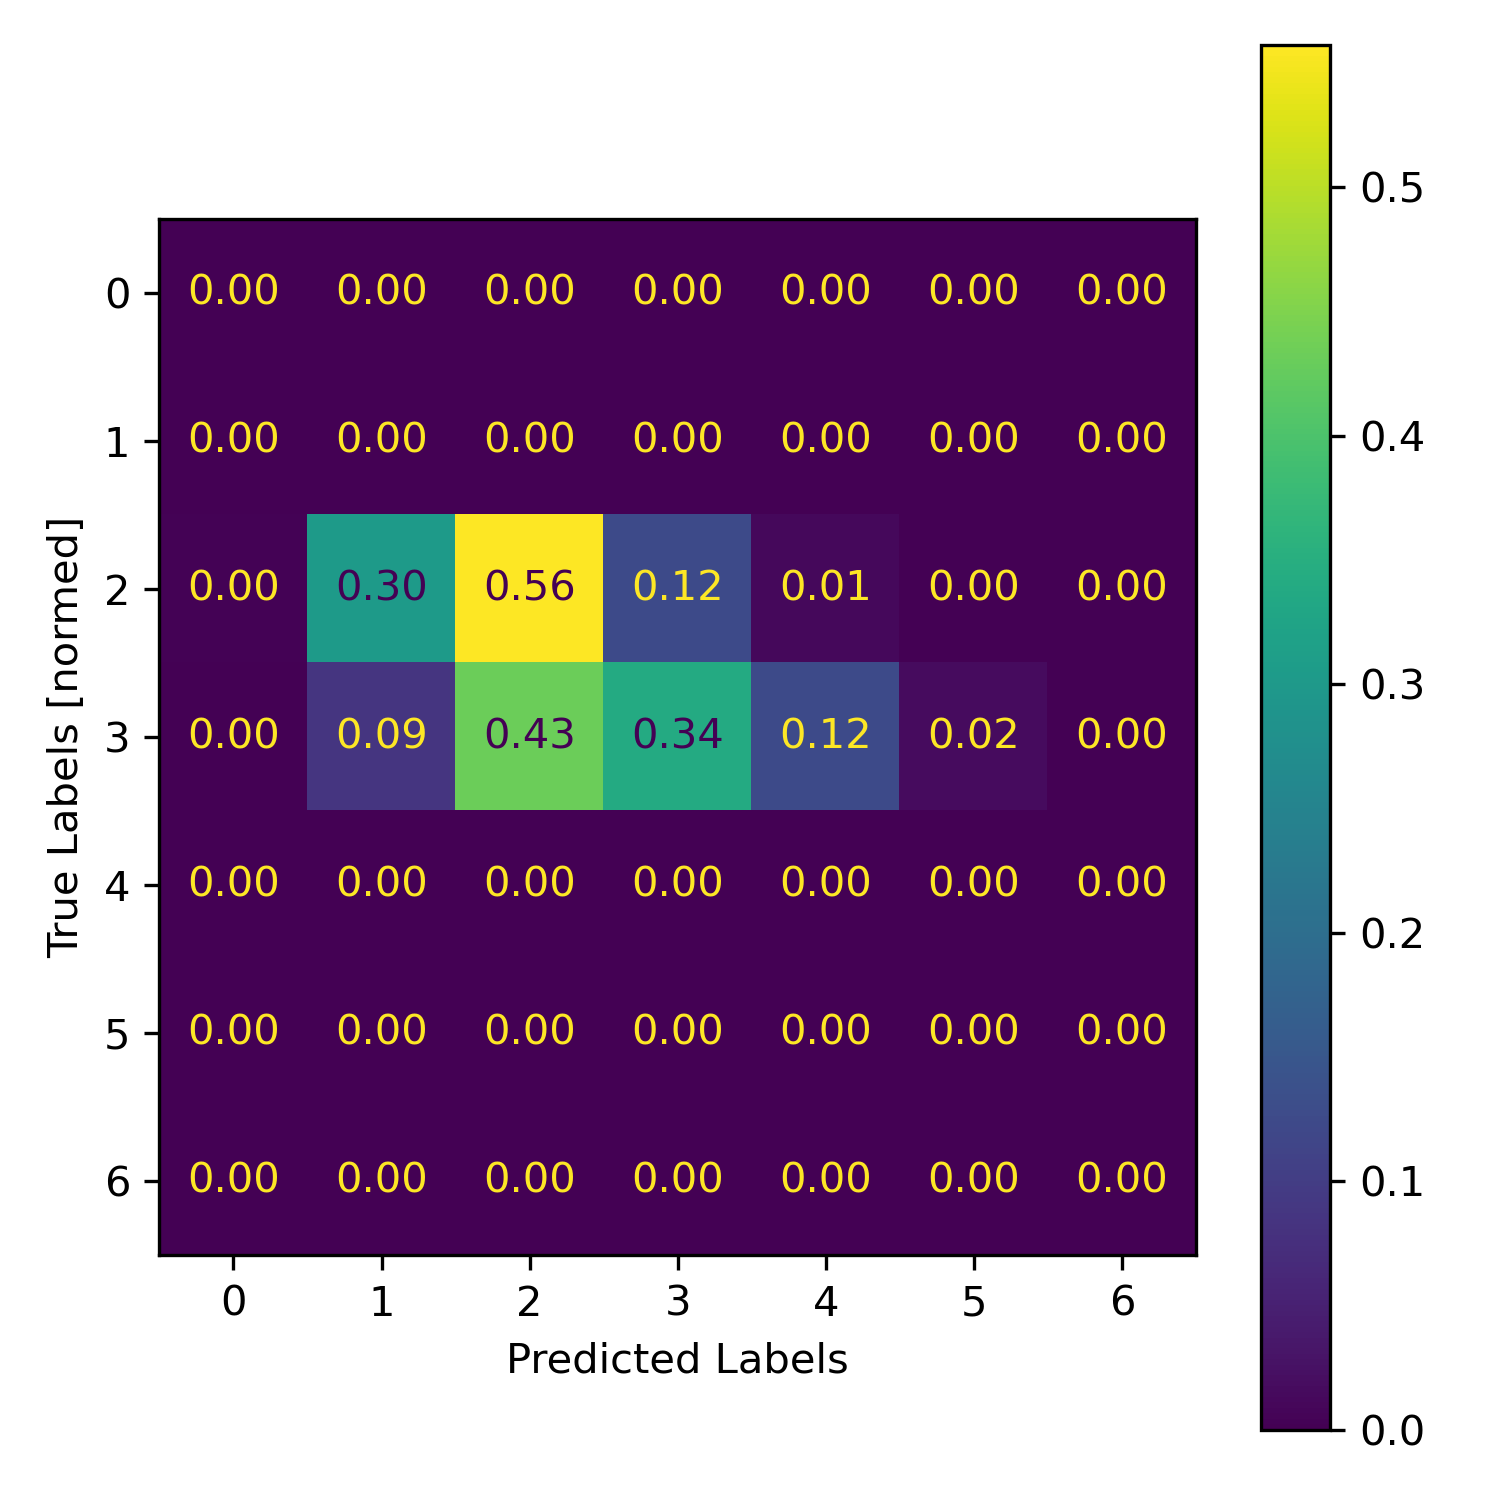 0.5
0.4
0.3
0.2
0.1
0.0
True Labels [normed]
0 0.00 0.00 0.00 0.00 0.00 0.00 0.00
1 0.00 0.00 0.00 0.00 0.00 0.00 0.00
2 0.00 0.30 0.56 0.12 0.01 0.00 0.00
3 0.00 0.09 0.43 0.34 0.12 0.02 0.00
4 0.00 0.00 0.00 0.00 0.00 0.00 0.00
5 0.00 0.00 0.00 0.00 0.00 0.00 0.00
6 0.00 0.00 0.00 0.00 0.00 0.00 0.00
0 1 2 3 4 5 6
Predicted Labels